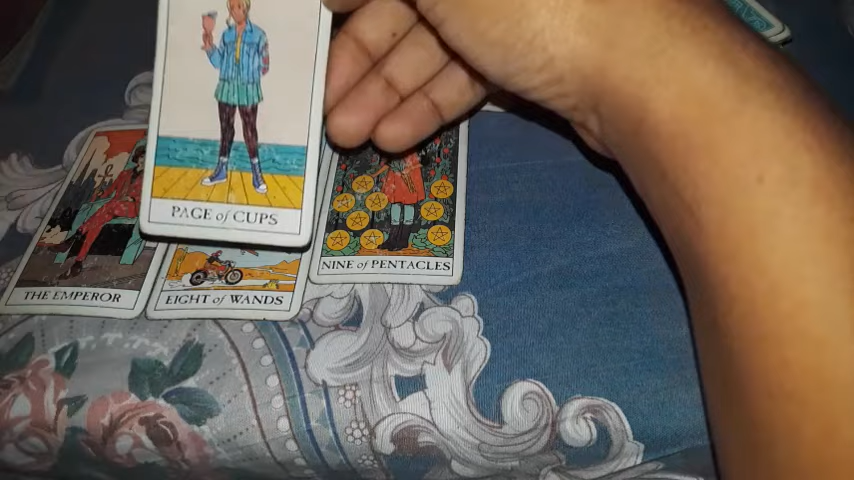 PAGE of CUPS
NINE of PENTACLES
THE EMPEROR
EIGHT of WANDS